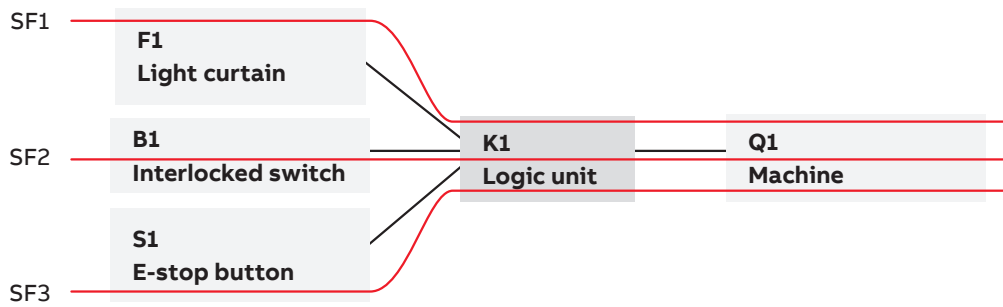 SF1
F1
Light curtain
SF2
B1
Interlocked switch
K1
Logic unit
Q1
Machine
S1
E-stop button
SF3